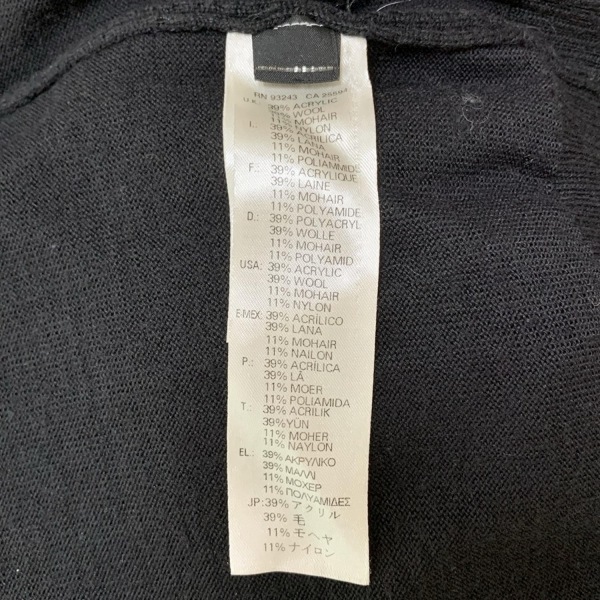 RN 93243 CA 25594
U.K.: 39% ACRYLIC
39% WOOL
11% MOHAIR
11% NYLON
I.: 39% ACRILICA
39% LANA
11% MOHAIR
11% POLIAMMIDE
F.: 39% ACRYLIQUE
39% LAINE
11% MOHAIR
11% POLYAMIDE
D.: 39% POLYACRYL
39% WOLLE
11% MOHAIR
11% POLYAMID
USA: 39% ACRYLIC
39% WOOL
11% MOHAIR
11% NYLON
E-MEX: 39% ACRÍLICO
39% LANA
11% MOHAIR
11% NAILON
P.: 39% ACRÍLICA
39% LÃ
11% MOER
11% POLIAMIDA
T.: 39% ACRILIK
39%YÜN
11% MOHER
11% NAYLON
EL.: 39% ΑΚΡΥΛΙΚΟ
39% ΜΑΛΛΙ
11% ΜΟΧΕΡ
11% ΠΟΛΥΑΜΙΔΕΣ
JP:39% アクリル
39% 毛
11% モヘヤ
11% ナイロン